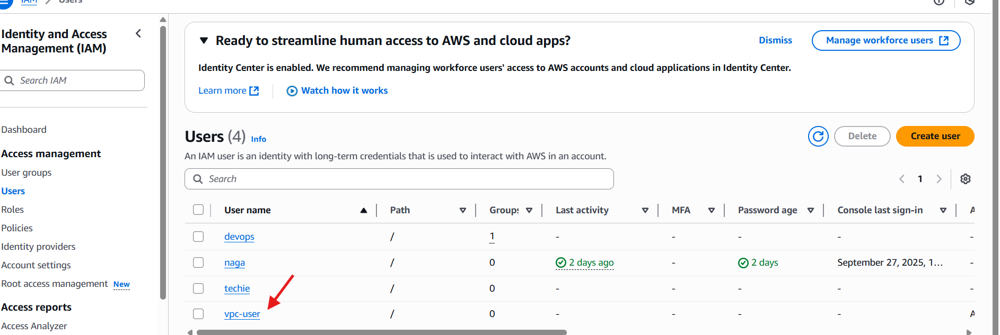 IAM / Users
Identity and Access
Management (IAM)
Search IAM
Dashboard
Access management
User groups
Users
Roles
Policies
Identity providers
Account settings
Root access management New
Access reports
Access Analyzer
Ready to streamline human access to AWS and cloud apps?
Dismiss
Manage workforce users
Identity Center is enabled. We recommend managing workforce users' access to AWS accounts and cloud applications in Identity Center.
Learn more
Watch how it works
Users (4) Info
Delete
Create user
An IAM user is an identity with long-term credentials that is used to interact with AWS in an account.
Search
1
User name Path Groups Last activity MFA Password age Console last sign-in A
devops / 1 - - - - -
naga / 0 2 days ago - 2 days September 27, 2025, 1... -
techie / 0 - - - - -
vpc-user / 0 - - - - A